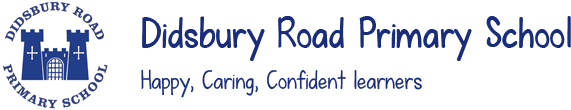 DIDSBURY ROAD
PRIMARY SCHOOL
Didsbury Road Primary School
Happy, Caring, Confident learners